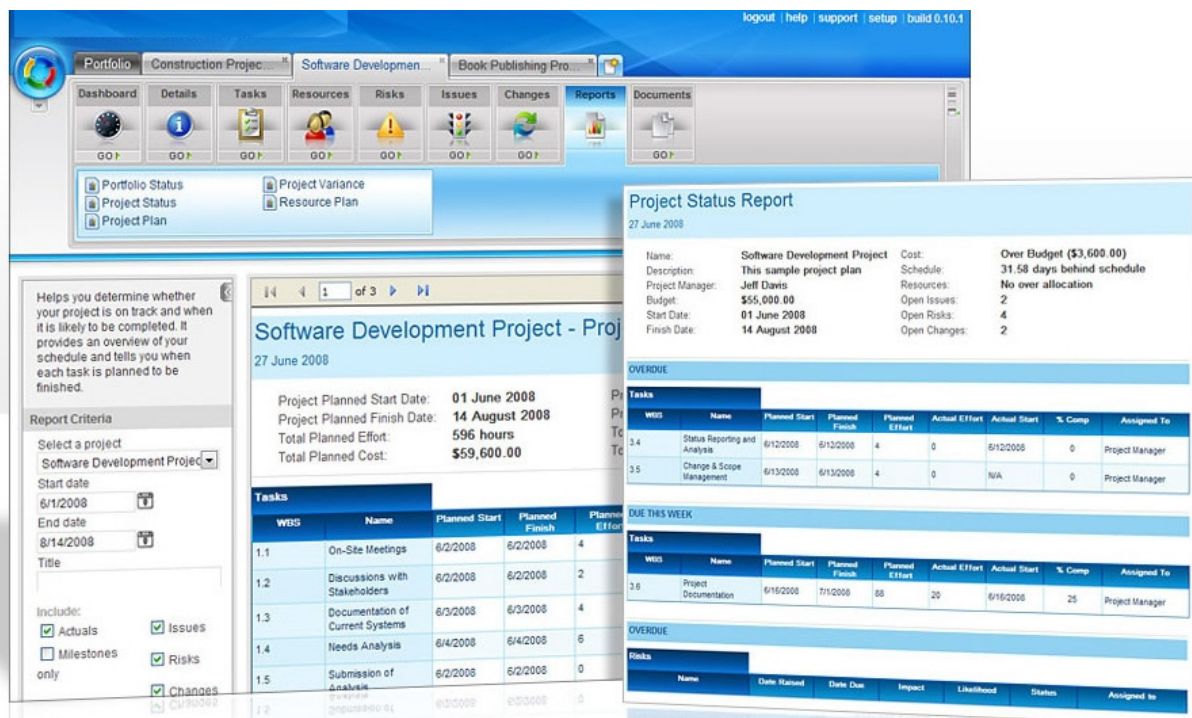 logout | help | support | setup | build 0.10.1
Portfolio
Construction Projec...
Software Developmen...
Book Publishing Pro...
Dashboard Details Tasks Resources Risks Issues Changes Reports Documents
GO GO GO GO GO GO GO GO
Portfolio Status
Project Variance
Project Status
Resource Plan
Project Plan
Helps you determine whether
your project is on track and when
it is likely to be completed. It
provides an overview of your
schedule and tells you when
each task is planned to be
finished.
Report Criteria
Select a project
Software Development Projec
Start date
6/1/2008
End date
8/14/2008
Title
Include:
Actuals
Issues
Milestones
only
Risks
Changes
1 of 3
Software Development Project - Proj
27 June 2008
Project Planned Start Date: 01 June 2008
Project Planned Finish Date: 14 August 2008
Total Planned Effort: 596 hours
Total Planned Cost: $59,600.00
Tasks
WBS Name Planned Start Planned Finish
1.1 On-Site Meetings 6/2/2008 6/2/2008 4
1.2 Discussions with Stakeholders 6/2/2008 6/2/2008 2
1.3 Documentation of Current Systems 6/3/2008 6/3/2008 4
1.4 Needs Analysis 6/4/2008 6/4/2008 6
1.5 Submission of Analysis 6/2/2008 6/2/2008 0
Project Status Report
27 June 2008
Name: Software Development Project Cost: Over Budget ($3,600.00)
Description: This sample project plan Schedule: 31.58 days behind schedule
Project Manager: Jeff Davis Resources: No over allocation
Budget: $55,000.00 Open Issues: 2
Start Date: 01 June 2008 Open Risks: 4
Finish Date: 14 August 2008 Open Changes: 2
OVERDUE
Tasks
WBS Name Planned Start Planned Finish Planned Effort Actual Effort Actual Start % Comp Assigned To
3.4 Status Reporting and Analysis 6/12/2008 6/12/2008 4 0 6/12/2008 0 Project Manager
3.5 Change & Scope Management 6/13/2008 6/13/2008 4 0 N/A 0 Project Manager
DUE THIS WEEK
Tasks
WBS Name Planned Start Planned Finish Planned Effort Actual Effort Actual Start % Comp Assigned To
3.6 Project Documentation 6/16/2008 7/1/2008 88 20 6/16/2008 25 Project Manager
OVERDUE
Risks
Name Date Raised Date Due Impact Likelihood Status Assigned to